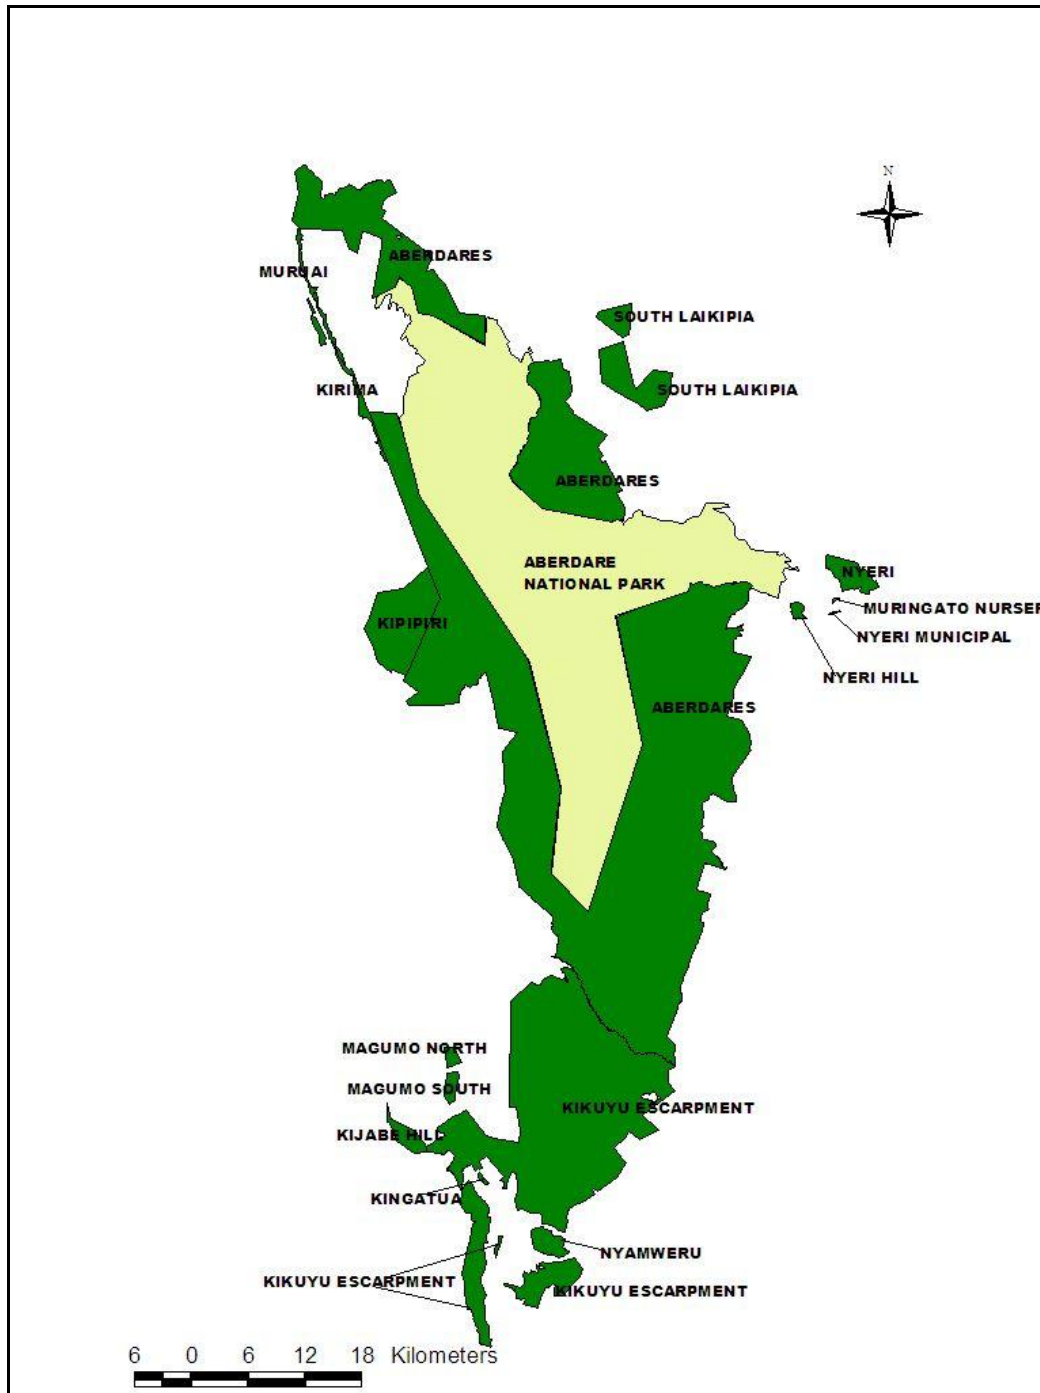 N
ABERDARES
MURUAI
SOUTH LAIKIPIA
KIRIMA
SOUTH LAIKIPIA
ABERDARES
ABERDARE
NATIONAL PARK
NYERI
MURINGATO NURSER
KIPIPIRI
NYERI MUNICIPAL
NYERI HILL
ABERDARES
MAGUMO NORTH
MAGUMO SOUTH
KIKUYU ESCARPMENT
KIJABE HILL
KINGATUA
NYAMWERU
KIKUYU ESCARPMENT
KIKUYU ESCARPMENT
6 0 6 12 18 Kilometers